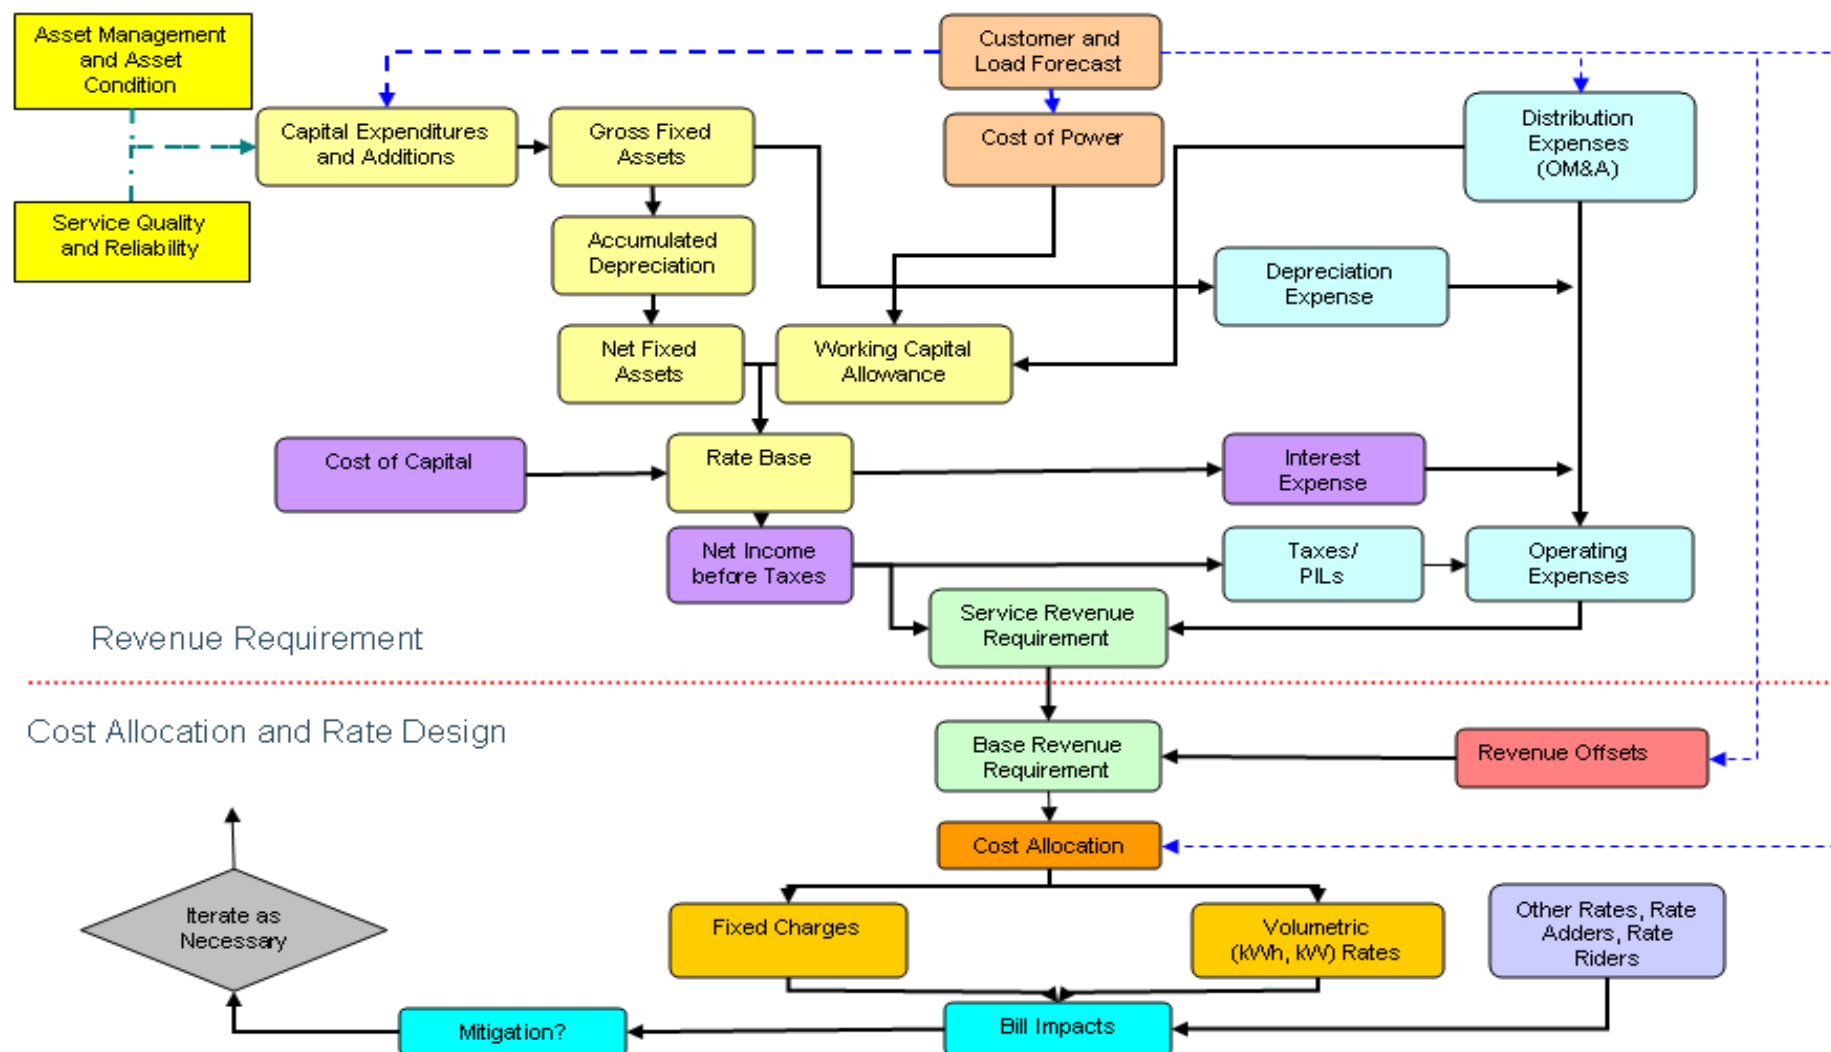 Asset Management
and Asset
Condition
Customer and
Load Forecast
Capital Expenditures
and Additions
Gross Fixed
Assets
Cost of Power
Distribution
Expenses
(OM&A)
Service Quality
and Reliability
Accumulated
Depreciation
Depreciation
Expense
Net Fixed
Assets
Working Capital
Allowance
Cost of Capital
Rate Base
Interest
Expense
Net Income
before Taxes
Taxes/
PILs
Operating
Expenses
Service Revenue
Requirement
Revenue Requirement
Cost Allocation and Rate Design
Base Revenue
Requirement
Revenue Offsets
Cost Allocation
Iterate as
Necessary
Fixed Charges
Volumetric
(kWh, kW) Rates
Other Rates, Rate
Adders, Rate
Riders
Mitigation?
Bill Impacts